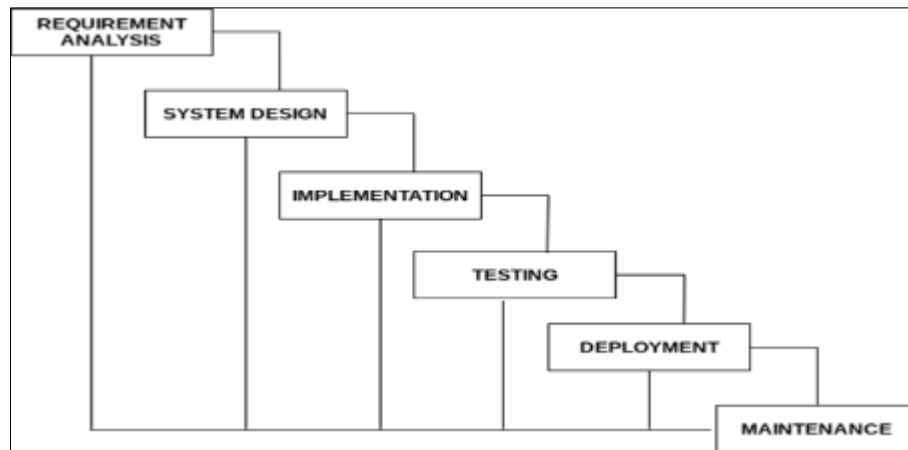 REQUIREMENT
ANALYSIS
SYSTEM DESIGN
IMPLEMENTATION
TESTING
DEPLOYMENT
MAINTENANCE